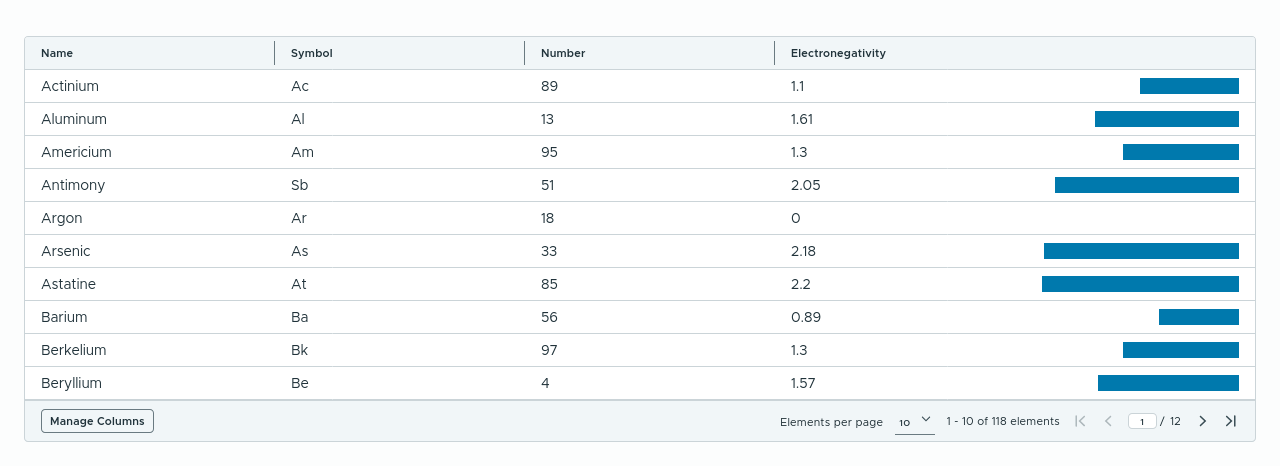 Name Symbol Number Electronegativity
Actinium Ac 89 1.1
Aluminum Al 13 1.61
Americium Am 95 1.3
Antimony Sb 51 2.05
Argon Ar 18 0
Arsenic As 33 2.18
Astatine At 85 2.2
Barium Ba 56 0.89
Berkelium Bk 97 1.3
Beryllium Be 4 1.57
Manage Columns Elements per page 10 1 - 10 of 118 elements 1 / 12